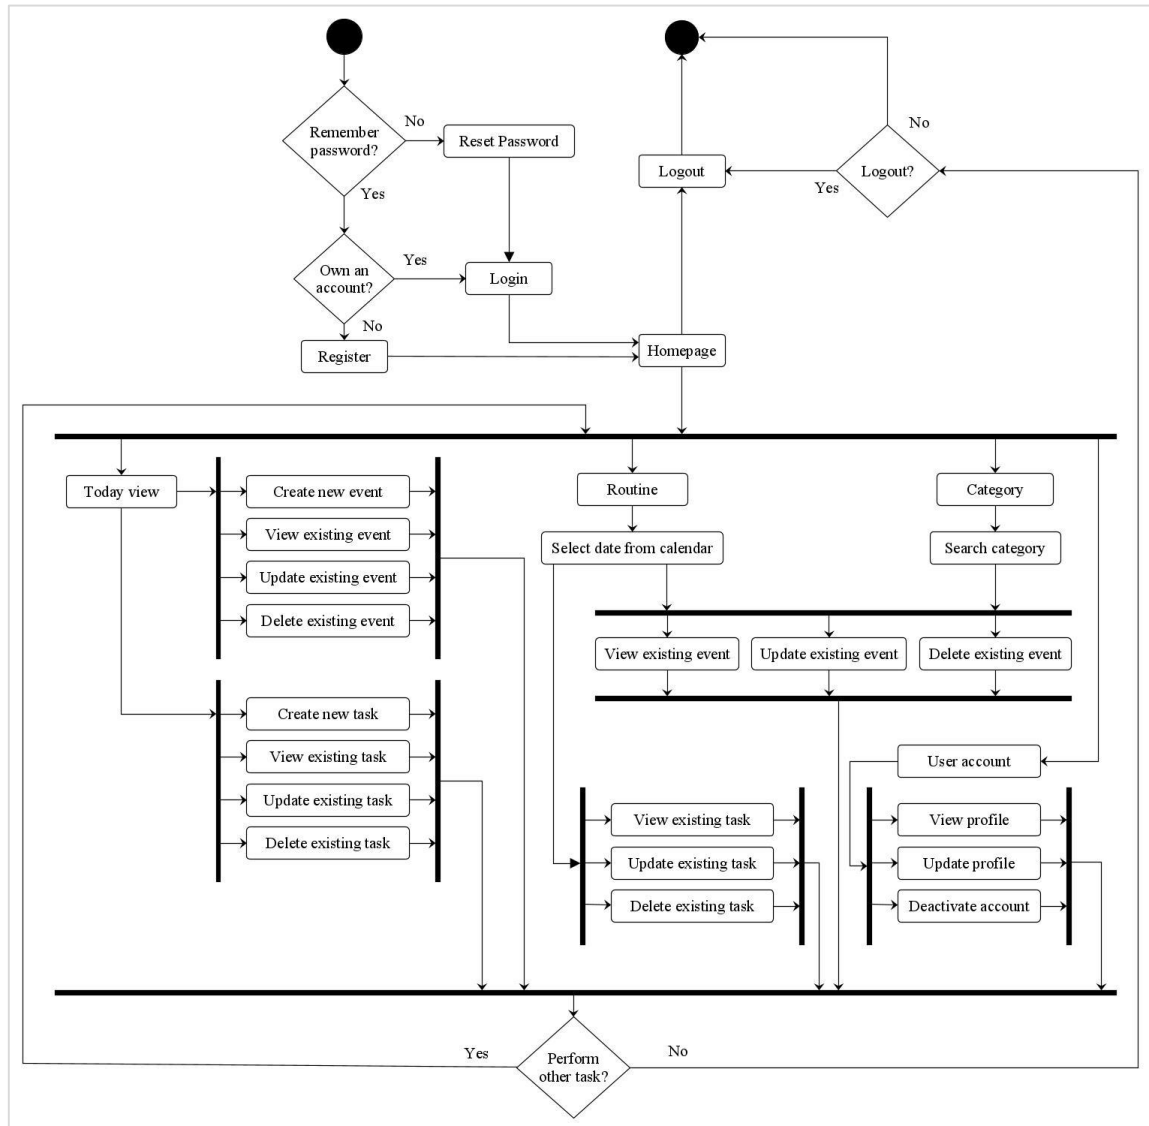 No
Remember
password?
Reset Password
Yes
Own an
account?
Yes
Login
No
Register
Homepage
Logout
Yes
Logout?
No
Today view
Create new event
View existing event
Update existing event
Delete existing event
Create new task
View existing task
Update existing task
Delete existing task
Routine
Select date from calendar
Category
Search category
View existing event
Update existing event
Delete existing event
User account
View existing task
Update existing task
Delete existing task
View profile
Update profile
Deactivate account
Yes
Perform
other task?
No